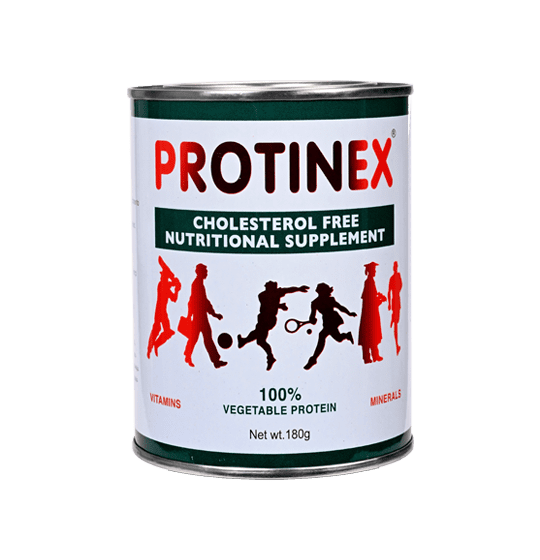 PROTINEX®
CHOLESTEROL FREE
NUTRITIONAL SUPPLEMENT
VITAMINS
100%
VEGETABLE PROTEIN
MINERALS
Net wt.180g